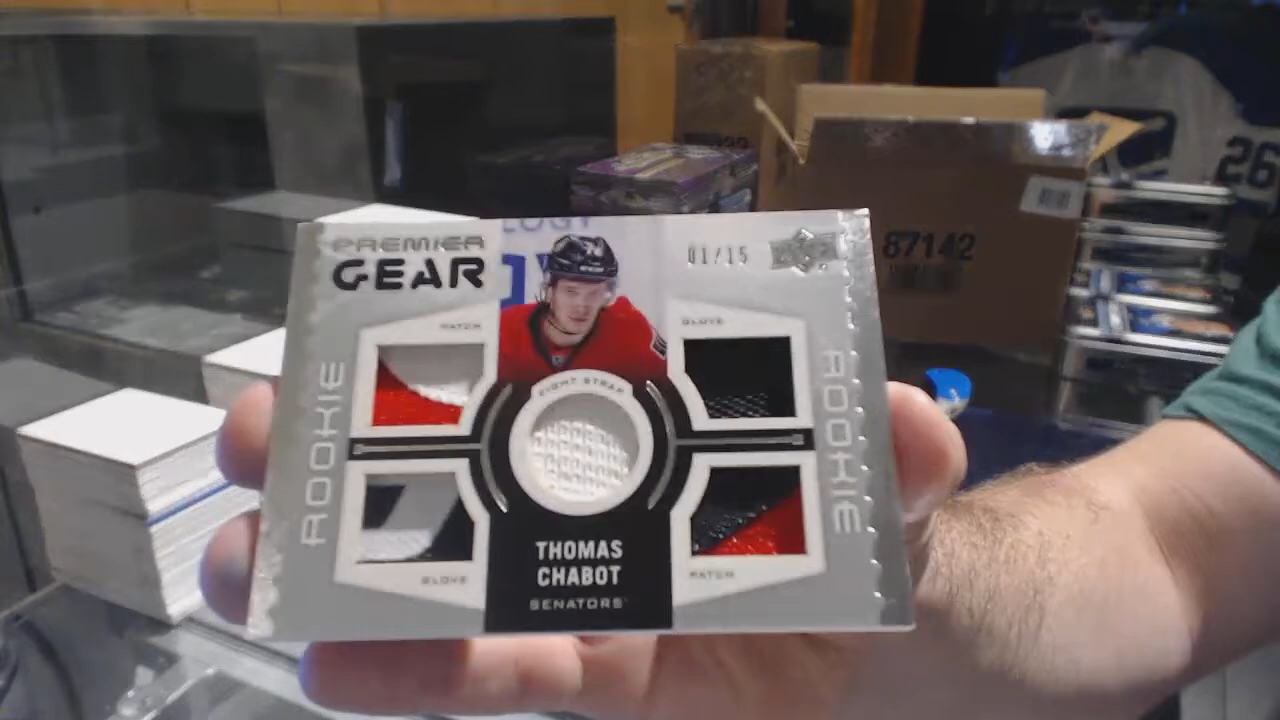 PREMIER
GEAR
01/15
PATCH
GLOVE
FIGHT STRAP
ROOKIE
ROOKIE
GLOVE
PATCH
THOMAS
CHABOT
SENATORS
87142
26